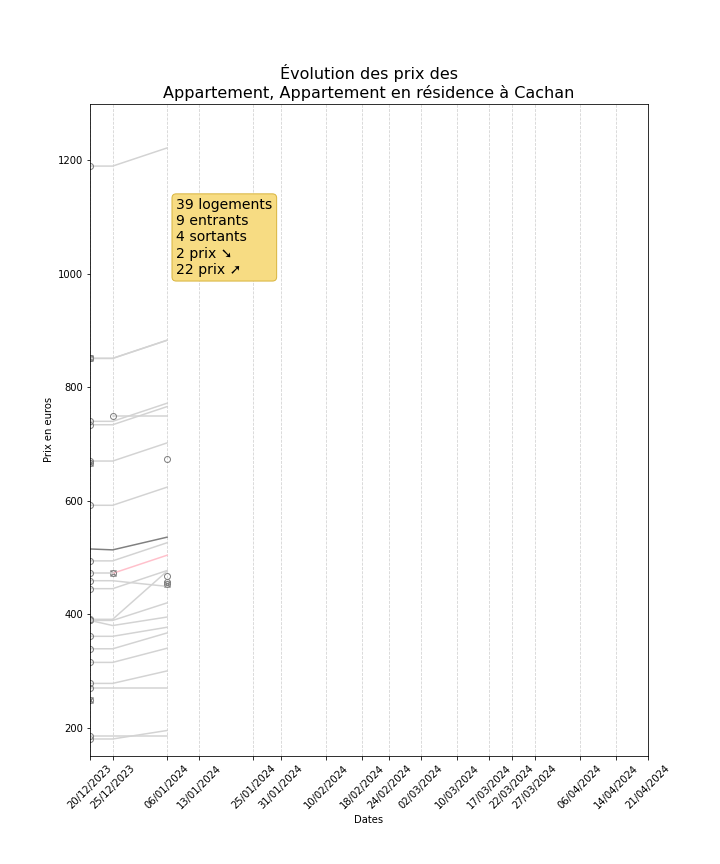 Évolution des prix des
Appartement, Appartement en résidence à Cachan
1200
1000
800
600
400
200
Prix en euros
39 logements
9 entrants
4 sortants
2 prix ➘
22 prix ➚
20/12/2023
25/12/2023
06/01/2024
13/01/2024
25/01/2024
31/01/2024
10/02/2024
18/02/2024
24/02/2024
02/03/2024
10/03/2024
17/03/2024
22/03/2024
27/03/2024
06/04/2024
14/04/2024
21/04/2024
Dates